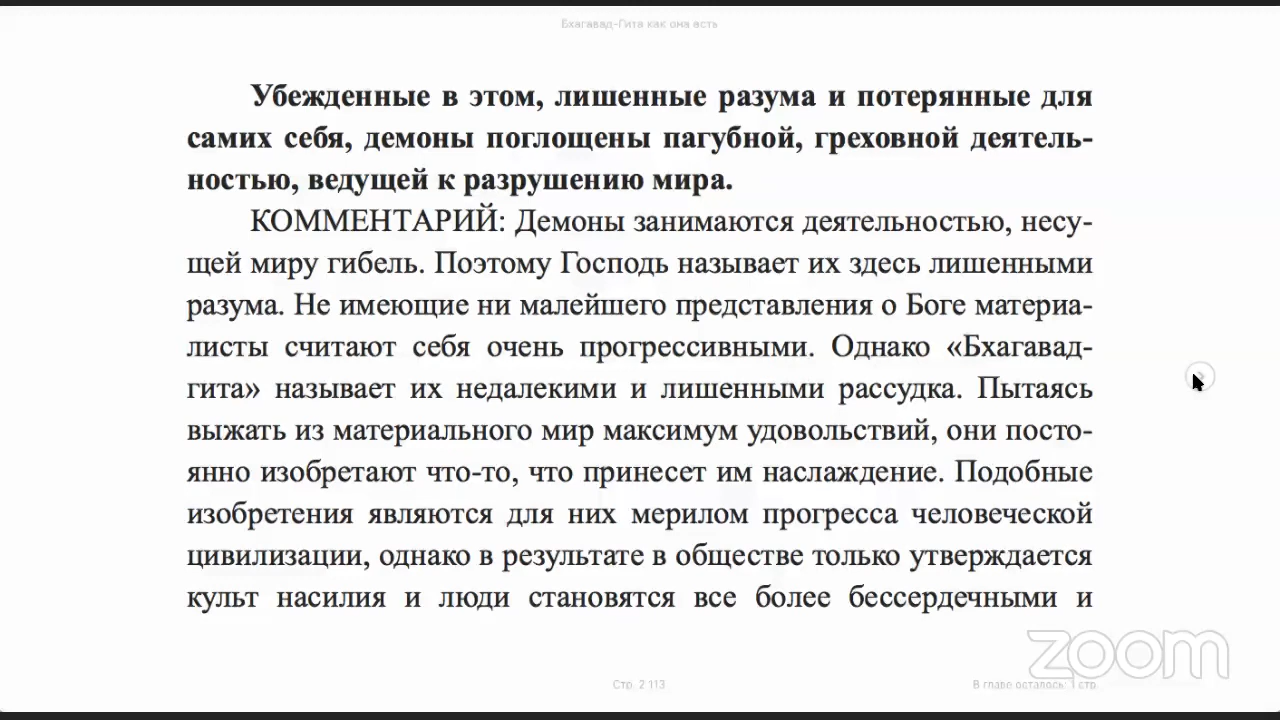 Бхагавад-Гита как она есть
Убежденные в этом, лишенные разума и потерянные для
самих себя, демоны поглощены пагубной, греховной деятель-
ностью, ведущей к разрушению мира.
КОММЕНТАРИЙ: Демоны занимаются деятельностью, несу-
щей миру гибель. Поэтому Господь называет их здесь лишенными
разума. Не имеющие ни малейшего представления о Боге материа-
листы считают себя очень прогрессивными. Однако «Бхагавад-
гита» называет их недалекими и лишенными рассудка. Пытаясь
выжать из материального мир максимум удовольствий, они посто-
янно изобретают что-то, что принесет им наслаждение. Подобные
изобретения являются для них мерилом прогресса человеческой
цивилизации, однако в результате в обществе только утверждается
культ насилия и люди становятся все более бессердечными и
zoom
Стр. 2 113
В главе осталось: 1 стр.